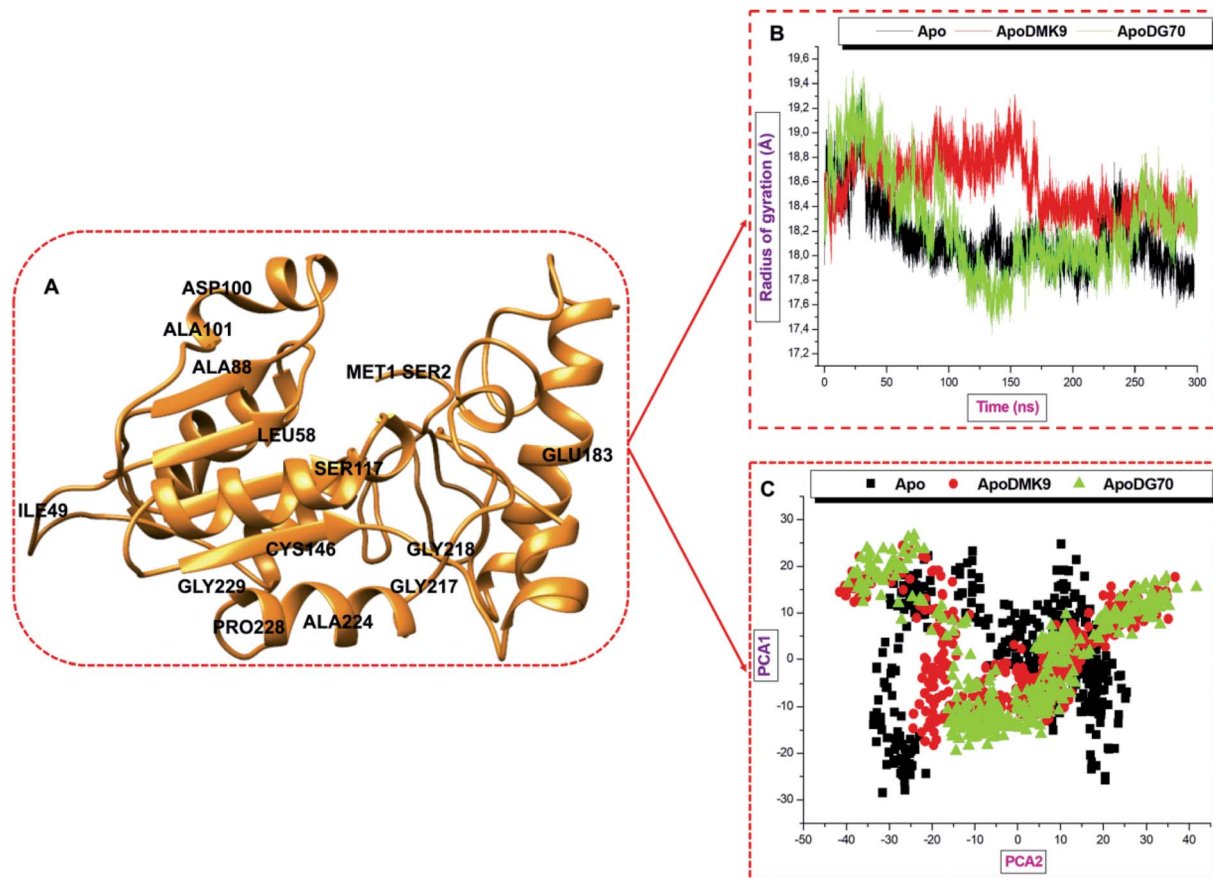 A
ASP100
ALA101
ALA88
MET1 SER2
LEU58
GLU183
SER117
ILE49
CYS146
GLY218
GLY229
GLY217
PRO228
ALA224
B
Apo ApoDMK9 ApoDG70
19,6
19,4
19,2
19,0
18,8
18,6
18,4
18,2
18,0
17,8
17,6
17,4
17,2
Radius of gyration (Å)
0 50 100 150 200 250 300
Time (ns)
C
Apo ApoDMK9 ApoDG70
30
20
10
0
-10
-20
-30
PCA1
-50 -40 -30 -20 -10 0 10 20 30 40
PCA2